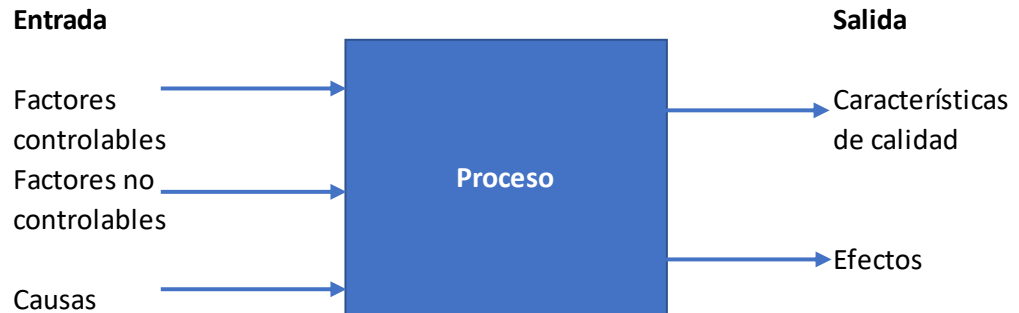 Entrada
Salida
Factores
controlables
Características
de calidad
Factores no
controlables
Proceso
Efectos
Causas